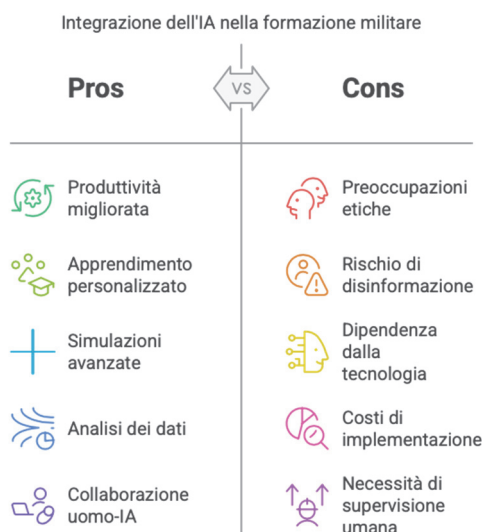 Integrazione dell'IA nella formazione militare
Pros
VS
Cons
Produttività
migliorata
Preoccupazioni
etiche
Apprendimento
personalizzato
Rischio di
disinformazione
Simulazioni
avanzate
Dipendenza
dalla
tecnologia
Analisi dei dati
Costi di
implementazione
Collaborazione
uomo-IA
Necessità di
supervisione
umana